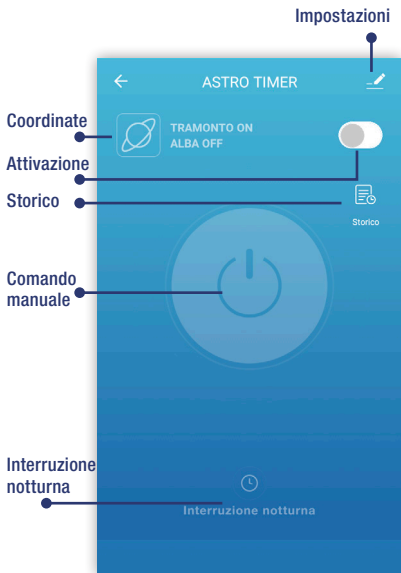 Impostazioni
ASTRO TIMER
Coordinate
TRAMONTO ON
ALBA OFF
Attivazione
Storico
Storico
Comando
manuale
Interruzione
notturna
Interruzione notturna